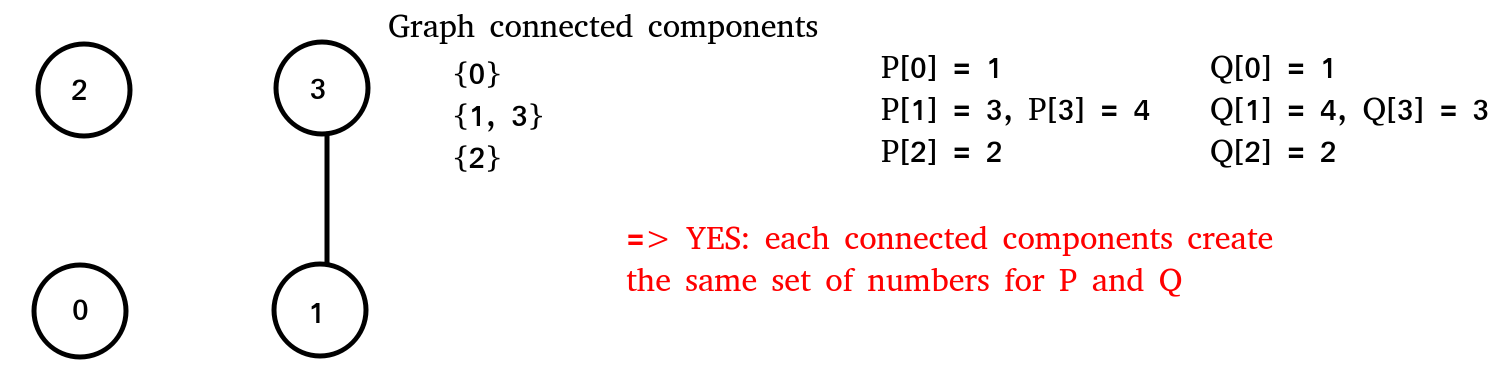 Graph connected components
{0}
{1, 3}
{2}
P[0] = 1
P[1] = 3, P[3] = 4
P[2] = 2
Q[0] = 1
Q[1] = 4, Q[3] = 3
Q[2] = 2
2
3
0
1
=> YES: each connected components create
the same set of numbers for P and Q